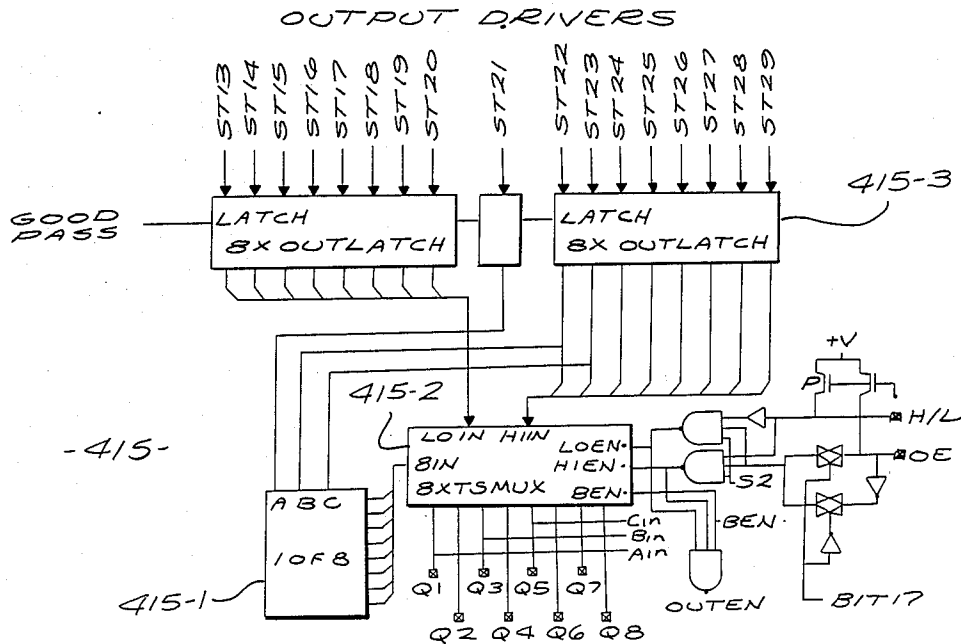 OUTPUT DRIVERS
ST13 ST14 ST15 ST16 ST17 ST18 ST19 ST20 ST21 ST22 ST23 ST24 ST25 ST26 ST27 ST28 ST29
415-3
GOOD
PASS
LATCH
8X OUTLATCH
LATCH
8X OUTLATCH
+V
P
415-2
H/L
LOIN HIIN
LOEN
-415-
8IN
HIEN
OE
8XTSMUX
S2
BEN
A B C
Cin
BEN
Bin
Ain
1OF8
Q1 Q3 Q5 Q7
415-1
OUTEN
BIT17
Q2 Q4 Q6 Q8